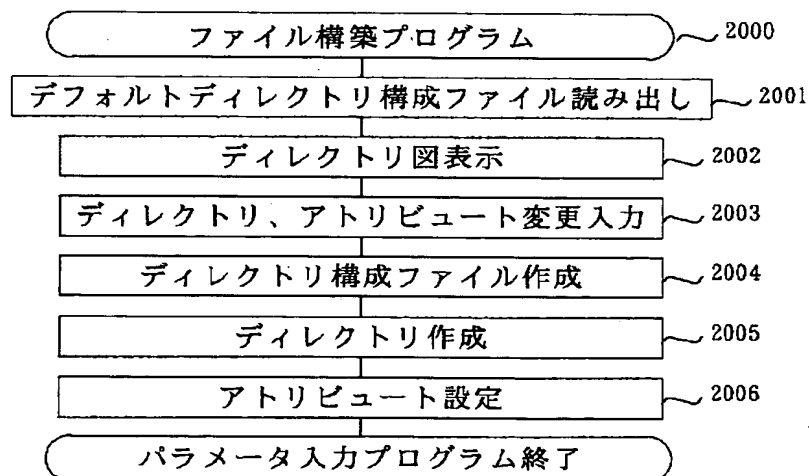 ファイル構築プログラム 2000
デフォルトディレクトリ構成ファイル読み出し 2001
ディレクトリ図表示 2002
ディレクトリ、アトリビュート変更入力 2003
ディレクトリ構成ファイル作成 2004
ディレクトリ作成 2005
アトリビュート設定 2006
パラメータ入力プログラム終了